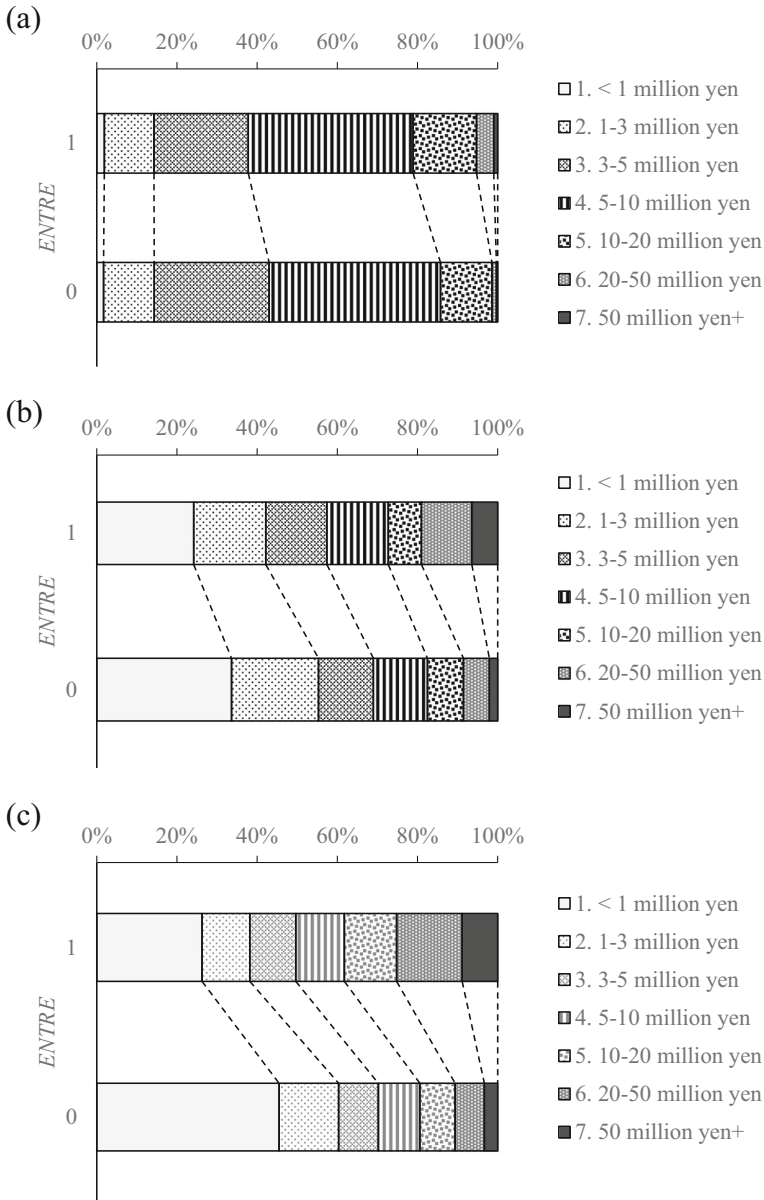 (a)
0% 20% 40% 60% 80% 100%
1
ENTRE
0
1. < 1 million yen
2. 1-3 million yen
3. 3-5 million yen
4. 5-10 million yen
5. 10-20 million yen
6. 20-50 million yen
7. 50 million yen+
(b)
0% 20% 40% 60% 80% 100%
1
ENTRE
0
1. < 1 million yen
2. 1-3 million yen
3. 3-5 million yen
4. 5-10 million yen
5. 10-20 million yen
6. 20-50 million yen
7. 50 million yen+
(c)
0% 20% 40% 60% 80% 100%
1
ENTRE
0
1. < 1 million yen
2. 1-3 million yen
3. 3-5 million yen
4. 5-10 million yen
5. 10-20 million yen
6. 20-50 million yen
7. 50 million yen+